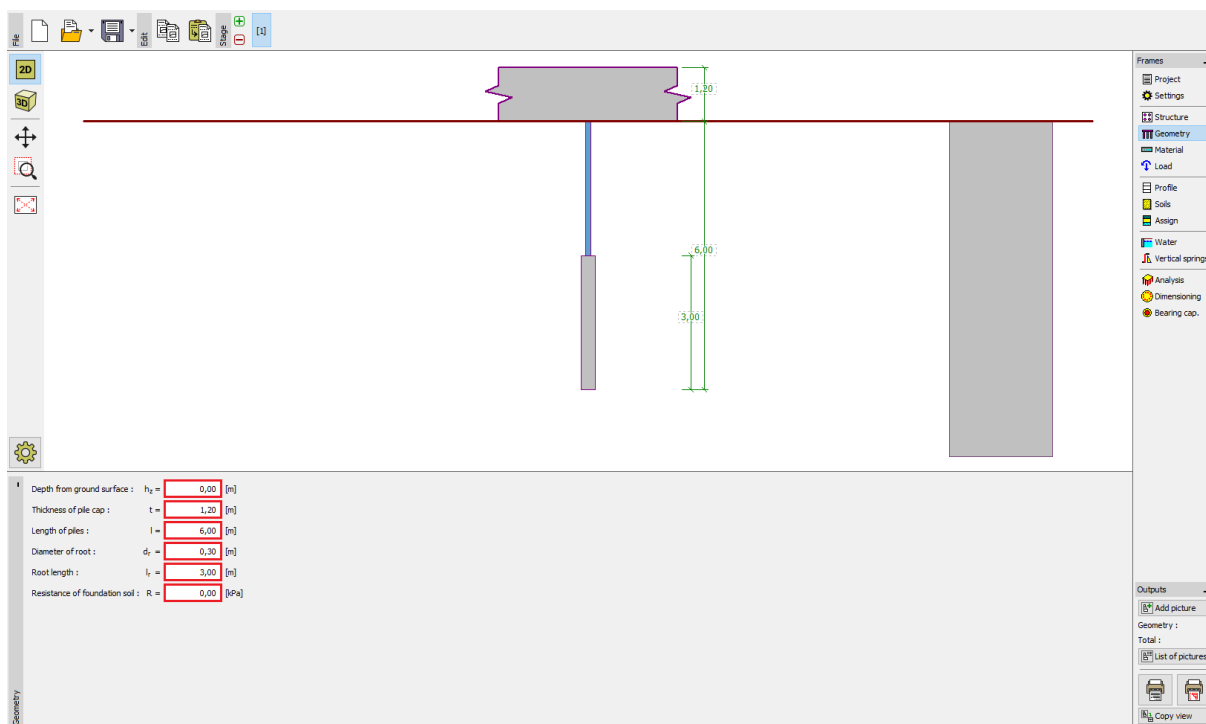 File
Edit
Stage
[1]
2D
3D
1,20
6,00
3,00
Frames
Project
Settings
Structure
Geometry
Material
Load
Profile
Soils
Assign
Water
Vertical springs
Analysis
Dimensioning
Bearing cap.
Depth from ground surface : hz = 0,00 [m]
Thickness of pile cap : t = 1,20 [m]
Length of piles : l = 6,00 [m]
Diameter of root : dr = 0,30 [m]
Root length : lr = 3,00 [m]
Resistance of foundation soil : R = 0,00 [kPa]
Geometry
Outputs
Add picture
Geometry :
Total :
List of pictures
Copy view